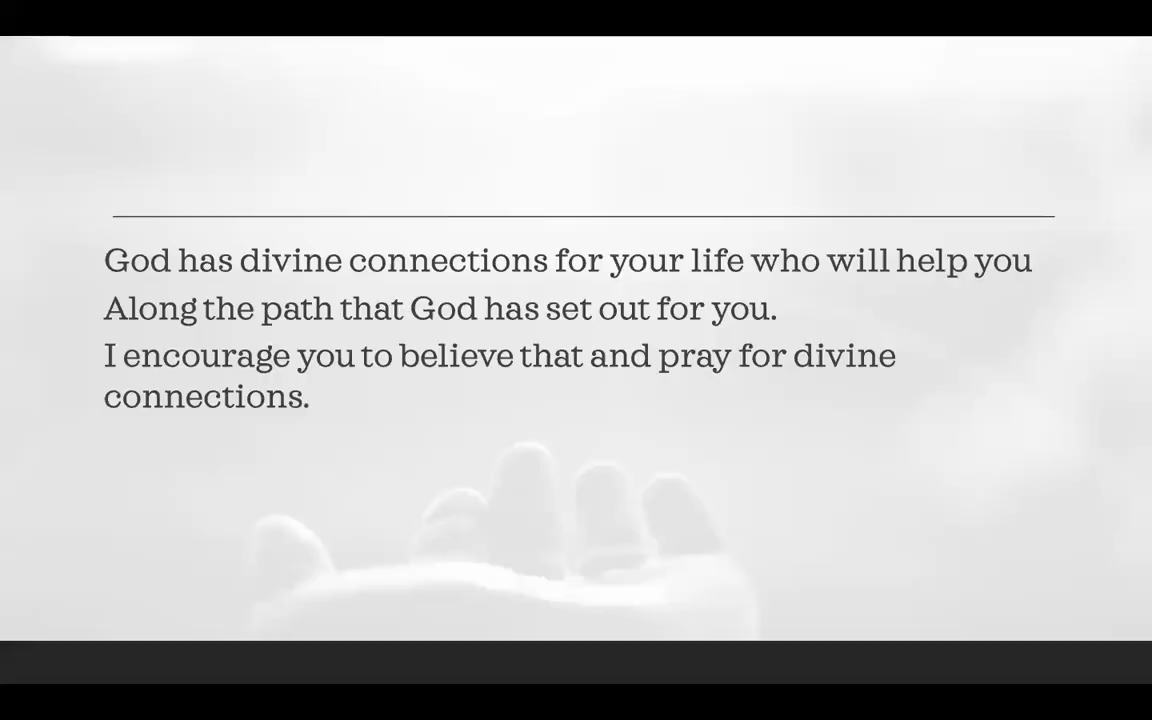 God has divine connections for your life who will help you
Along the path that God has set out for you.
I encourage you to believe that and pray for divine
connections.